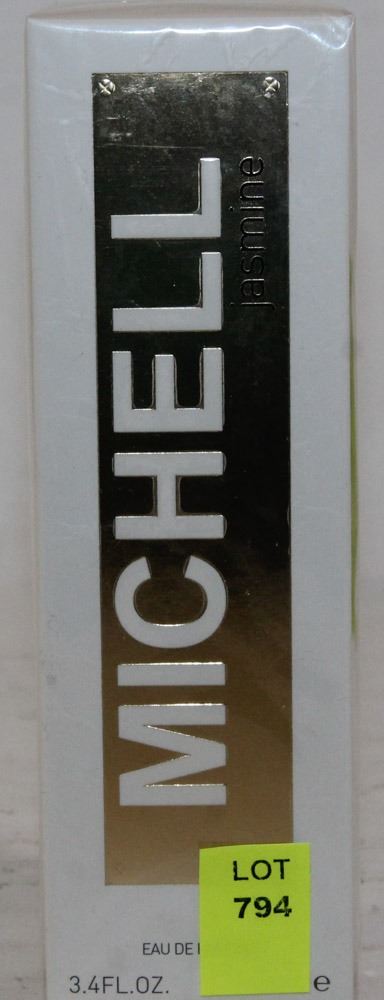 MICHELL
jasmine
LOT
794
EAU DE
3.4FL.OZ.
e